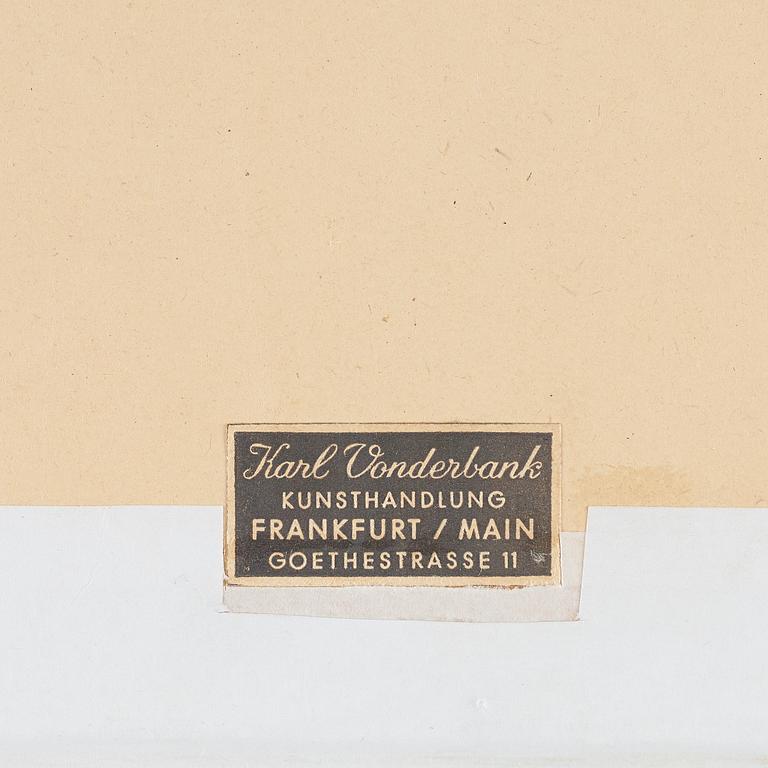 Karl Vonderbank
KUNSTHANDLUNG
FRANKFURT / MAIN
GOETHESTRASSE 11